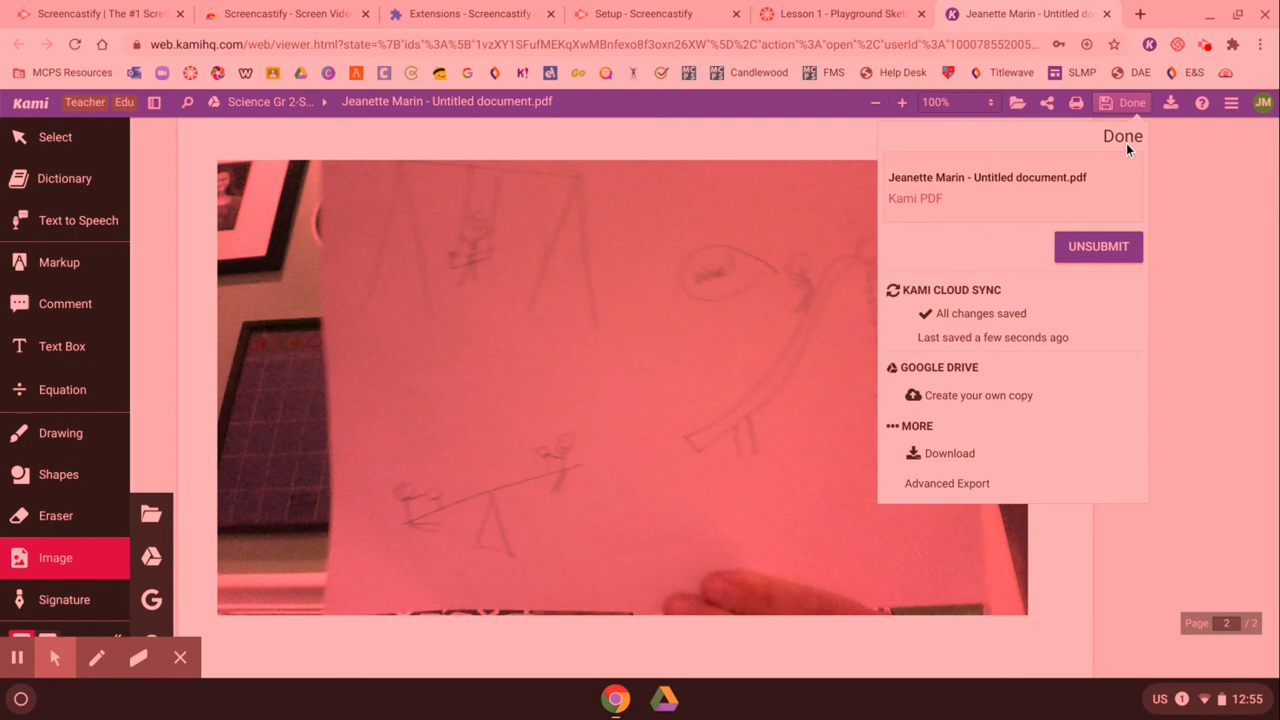 Screencastify | The #1 Scre
Screencastify - Screen Vide
Extensions - Screencastify
Setup - Screencastify
Lesson 1 - Playground Sket
Jeanette Marin - Untitled do
web.kamihq.com/web/viewer.html?state=%7B"ids"%3A%5B"1vzXY1SFufMEKqXwMBnfexo8f3oxn26XW"%5D%2C"action"%3A"open"%2C"userId"%3A"1000785520​05...
MCPS Resources
Candlewood
FMS
Help Desk
Titlewave
SLMP
DAE
E&S
Kami Teacher Edu
Science Gr 2-S...
Jeanette Marin - Untitled document.pdf
100%
Done
JM
Select
Dictionary
Text to Speech
Markup
Comment
Text Box
Equation
Drawing
Shapes
Eraser
Image
Signature
Done
Jeanette Marin - Untitled document.pdf
Kami PDF
UNSUBMIT
KAMI CLOUD SYNC
All changes saved
Last saved a few seconds ago
GOOGLE DRIVE
Create your own copy
MORE
Download
Advanced Export
Page 2 / 2
US 1 12:55